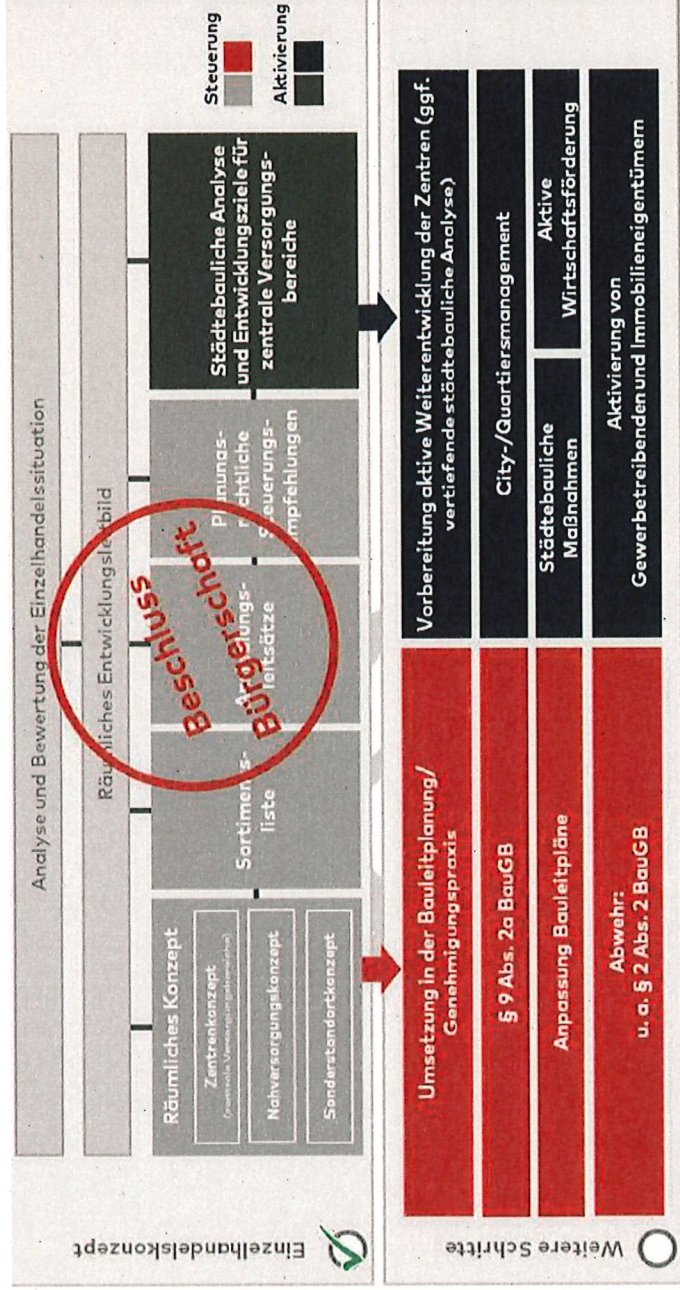 Einzelhandelskonzept
Analyse und Bewertung der Einzelhandelssituation
Räumliches Entwicklungsleitbild
Räumliches Konzept
Zentrenkonzept
(zentrale Versorgungsbereiche)
Nahversorgungskonzept
Sonderstandortkonzept
Sortiments-
liste
leitsätze
Planungs-
rechtliche
Steuerungs-
empfehlungen
Städtebauliche Analyse
und Entwicklungsziele für
zentrale Versorgungs-
bereiche
Beschluss
Bürgerschaft
Steuerung
Aktivierung
Weitere Schritte
Umsetzung in der Bauleitplanung/
Genehmigungspraxis
§ 9 Abs. 2a BauGB
Anpassung Bauleitpläne
Abwehr:
u. a. § 2 Abs. 2 BauGB
Vorbereitung aktive Weiterentwicklung der Zentren (ggf.
vertiefende städtebauliche Analyse)
City-/Quartiersmanagement
Städtebauliche
Maßnahmen
Aktive
Wirtschaftsförderung
Aktivierung von
Gewerbetreibenden und Immobilieneigentümern